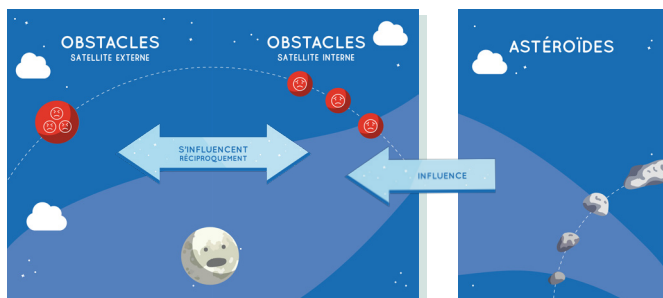 OBSTACLES
SATELLITE EXTERNE
OBSTACLES
SATELLITE INTERNE
ASTÉROÏDES
S'INFLUENCENT
RÉCIPROQUEMENT
INFLUENCE